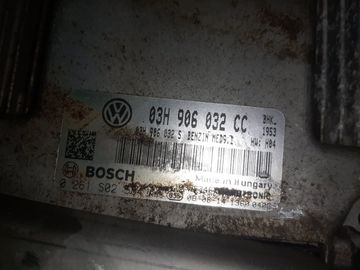 03H 906 032 CC BHK_
03H 906 032 S BENZIN MED9.1 1953
HW: H04
BOSCH Made in Hungary
0 261 S02